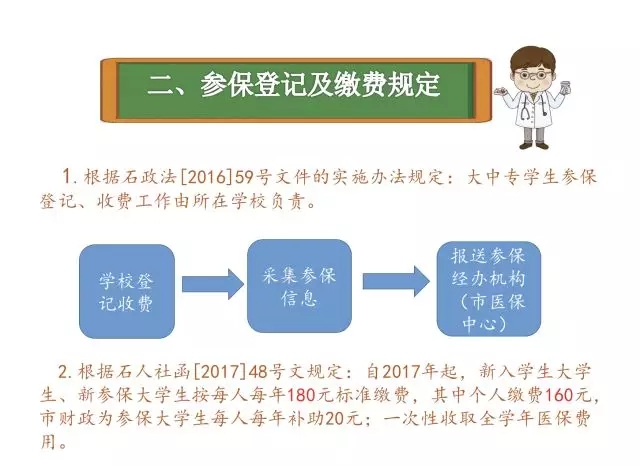 二、参保登记及缴费规定
1.根据石政法[2016]59号文件的实施办法规定：大中专学生参保
登记、收费工作由所在学校负责。
学校登
记收费
采集参保
信息
报送参保
经办机构
（市医保
中心）
2.根据石人社函[2017]48号文规定：自2017年起，新入学生大学
生、新参保大学生按每人每年180元标准缴费，其中个人缴费160元，
市财政为参保大学生每人每年补助20元；一次性收取全学年医保费
用。